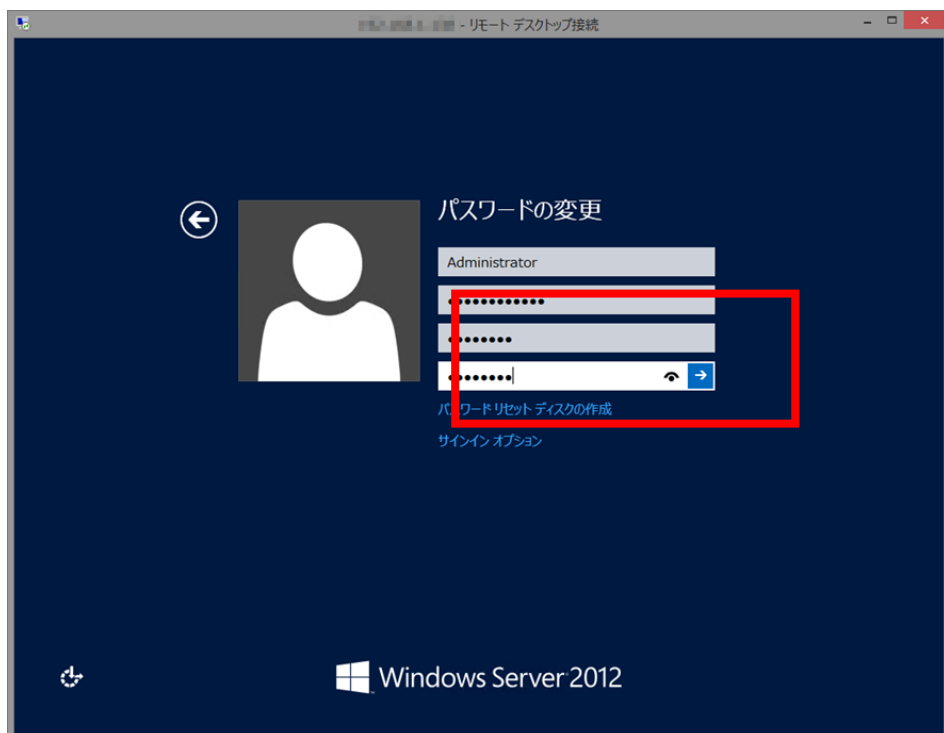 - リモート デスクトップ接続
パスワードの変更
Administrator
パスワード リセット ディスクの作成
サインイン オプション
Windows Server 2012